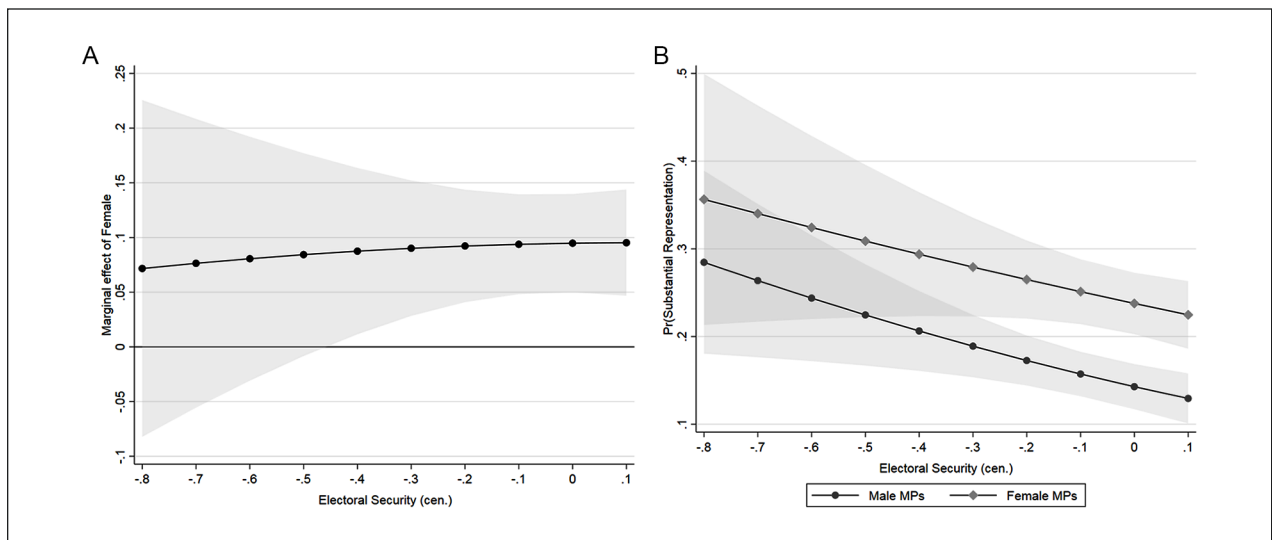 A
Marginal effect of Female
.25
.2
.15
.1
.05
0
-.05
-.1
-.8 -.7 -.6 -.5 -.4 -.3 -.2 -.1 0 .1
Electoral Security (cen.)
B
Pr(Substantial Representation)
.5
.4
.3
.2
.1
-.8 -.7 -.6 -.5 -.4 -.3 -.2 -.1 0 .1
Electoral Security (cen.)
Male MPs Female MPs